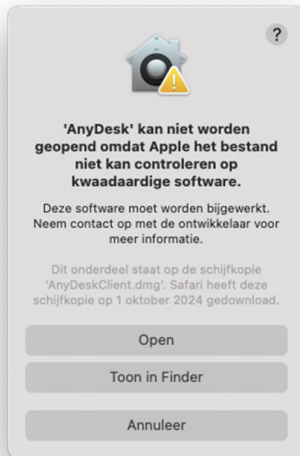 ?
'AnyDesk' kan niet worden
geopend omdat Apple het bestand
niet kan controleren op
kwaadaardige software.
Deze software moet worden bijgewerkt.
Neem contact op met de ontwikkelaar voor
meer informatie.
Dit onderdeel staat op de schijfkopie
'AnyDeskClient.dmg'. Safari heeft deze
schijfkopie op 1 oktober 2024 gedownload.
Open
Toon in Finder
Annuleer